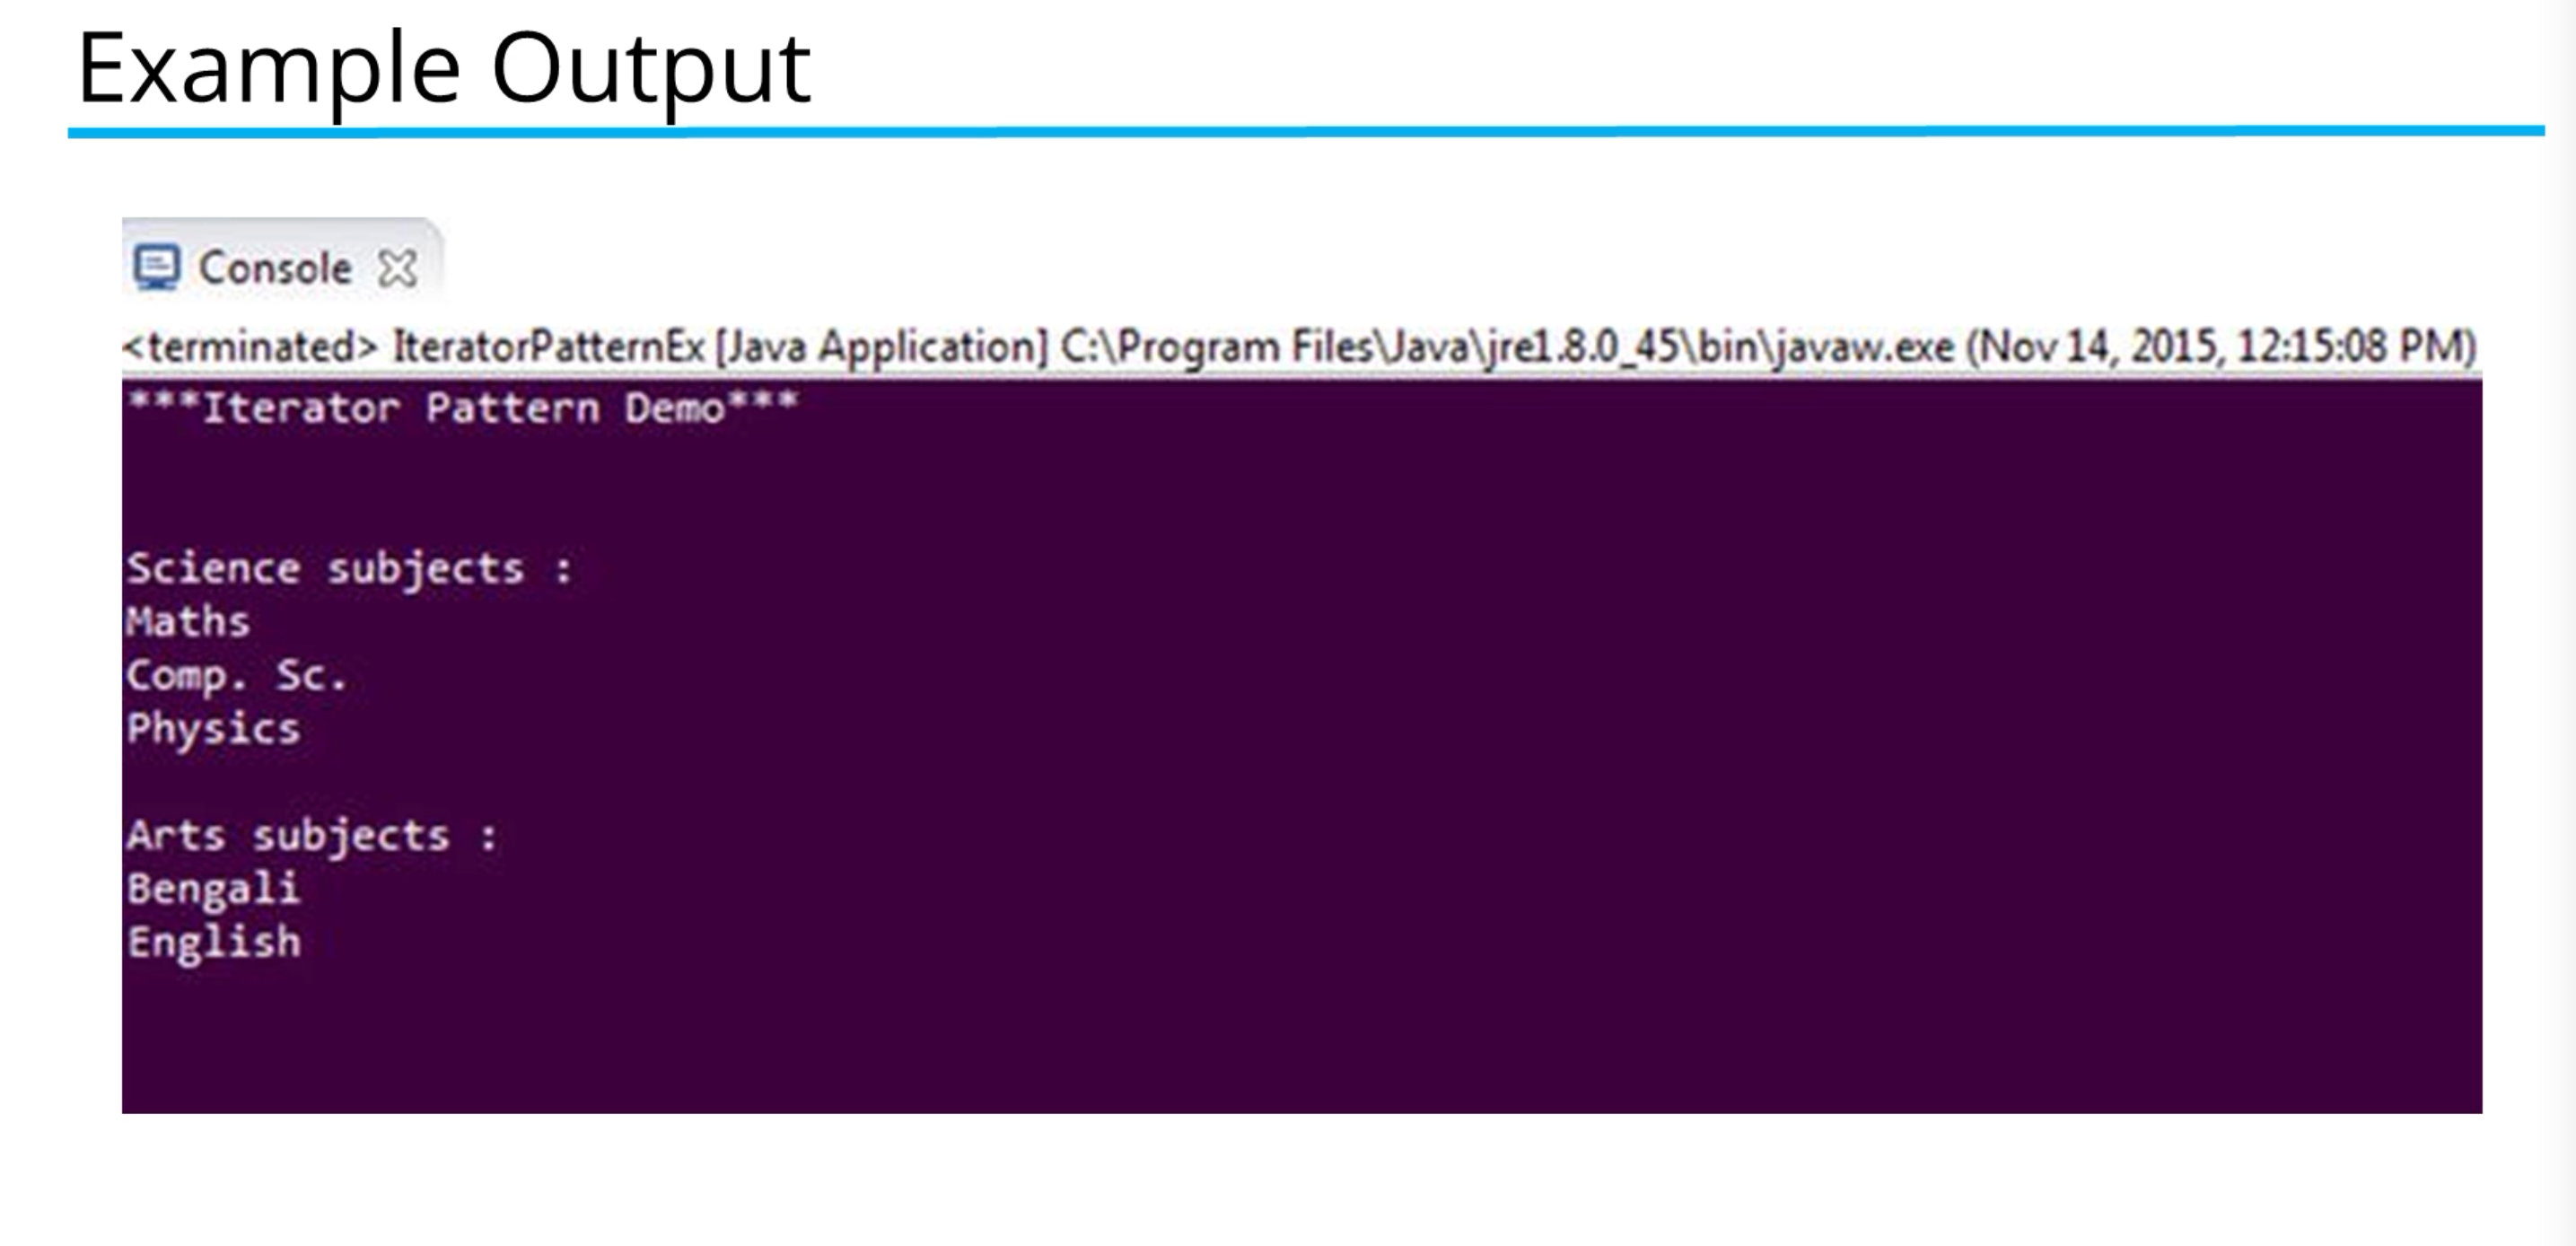 Example Output
Console
<terminated> IteratorPatternEx [Java Application] C:\Program Files\Java\jre1.8.0_45\bin\javaw.exe (Nov 14, 2015, 12:15:08 PM)
***Iterator Pattern Demo***
Science subjects :
Maths
Comp. Sc.
Physics
Arts subjects :
Bengali
English